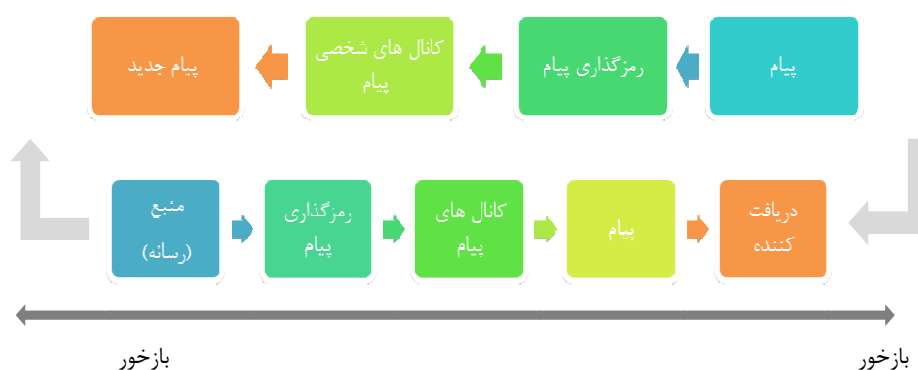 پیام
رمزگذاری پیام
کانال های شخصی
پیام
پیام جدید
منبع
(رسانه)
رمزگذاری
پیام
کانال های
پیام
پیام
دریافت
کننده
بازخور
بازخور